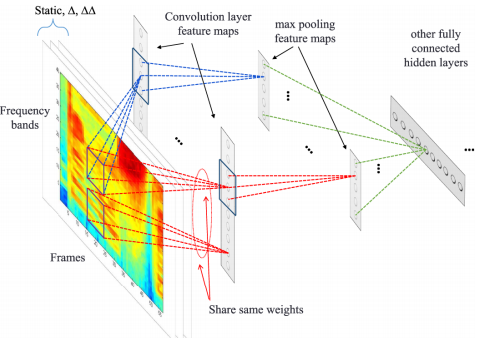 Static, Δ, ΔΔ
Convolution layer
feature maps
max pooling
feature maps
other fully
connected
hidden layers
Frequency
bands
Frames
Share same weights